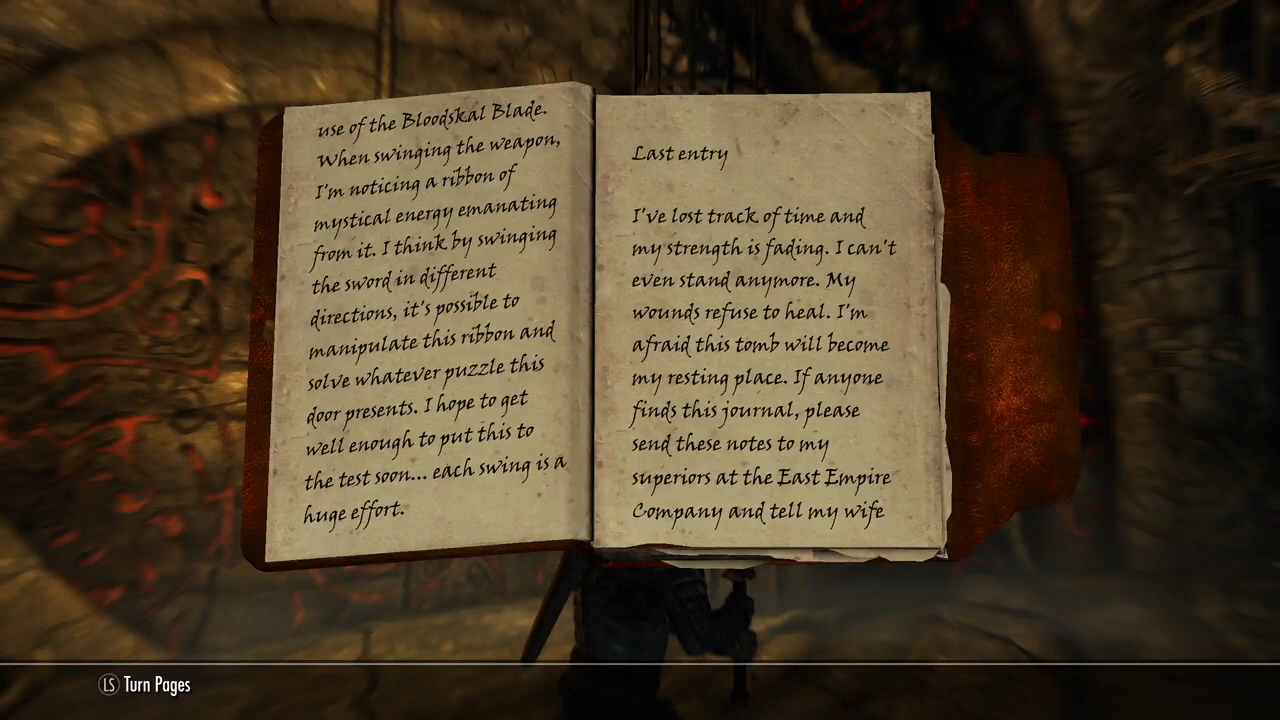 use of the Bloodskal Blade.
When swinging the weapon,
I'm noticing a ribbon of
mystical energy emanating
from it. I think by swinging
the sword in different
directions, it's possible to
manipulate this ribbon and
solve whatever puzzle this
door presents. I hope to get
well enough to put this to
the test soon... each swing is a
huge effort.
Last entry
I've lost track of time and
my strength is fading. I can't
even stand anymore. My
wounds refuse to heal. I'm
afraid this tomb will become
my resting place. If anyone
finds this journal, please
send these notes to my
superiors at the East Empire
Company and tell my wife
LS Turn Pages